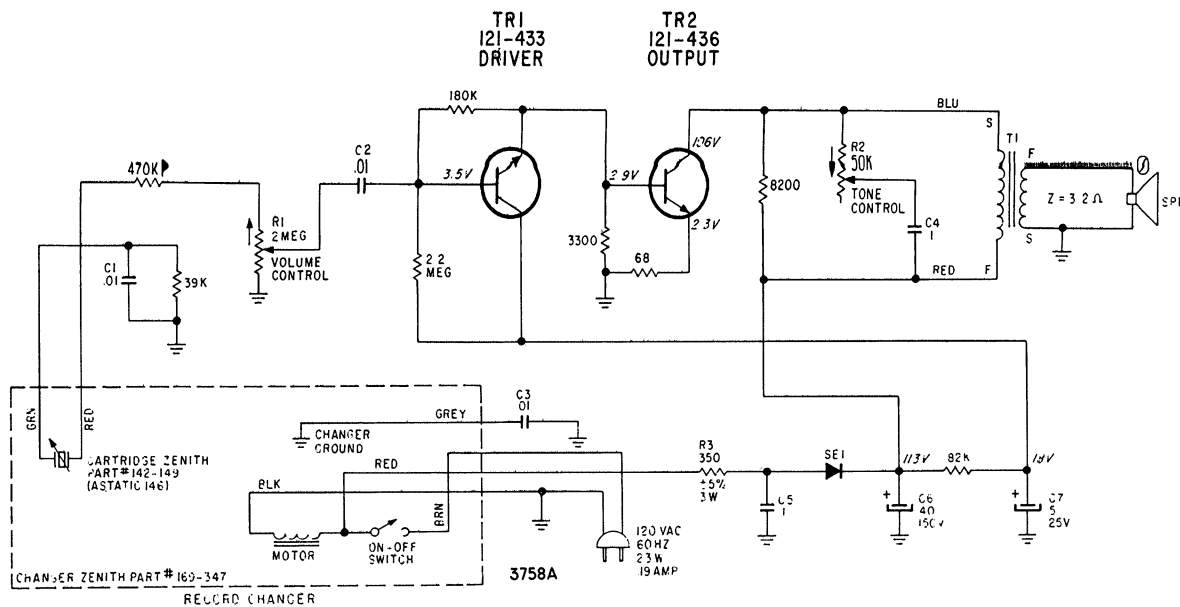 TR1
121-433
DRIVER
TR2
121-436
OUTPUT
180K
BLU
S
T1
F
Ø
C2
.01
470K
3.5V
106V
2.9V
R2
50K
TONE
CONTROL
8200
Z = 3.2 Ω
SP1
R1
2 MEG
VOLUME
CONTROL
2.3V
C4
.1
S
C1
.01
39K
2.2
MEG
3300
68
RED
F
GRN
RED
GREY
C3
.01
CHANGER
GROUND
CARTRIDGE ZENITH
PART # 142-149
(ASTATIC 146)
RED
R3
350
±5%
3W
SE1
113V
82K
18V
BLK
BRN
C5
.1
+
C6
40
150V
+
C7
5
25V
MOTOR
ON-OFF
SWITCH
120 VAC
60 HZ
23 W
.19 AMP
3758A
CHANGER ZENITH PART # 169-347
RECORD CHANGER